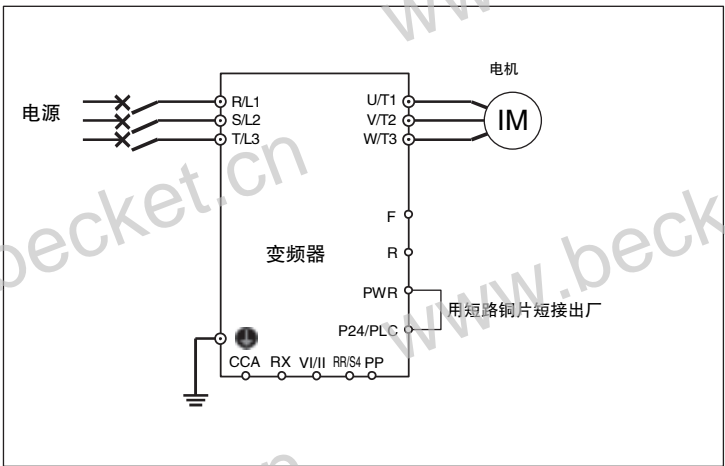 www.becket.cn
电机
电源
R/L1
U/T1
S/L2
V/T2
IM
T/L3
W/T3
F
变频器
R
PWR
用短路铜片短接出厂
P24/PLC
CCA RX VI/II RR/S4 PP